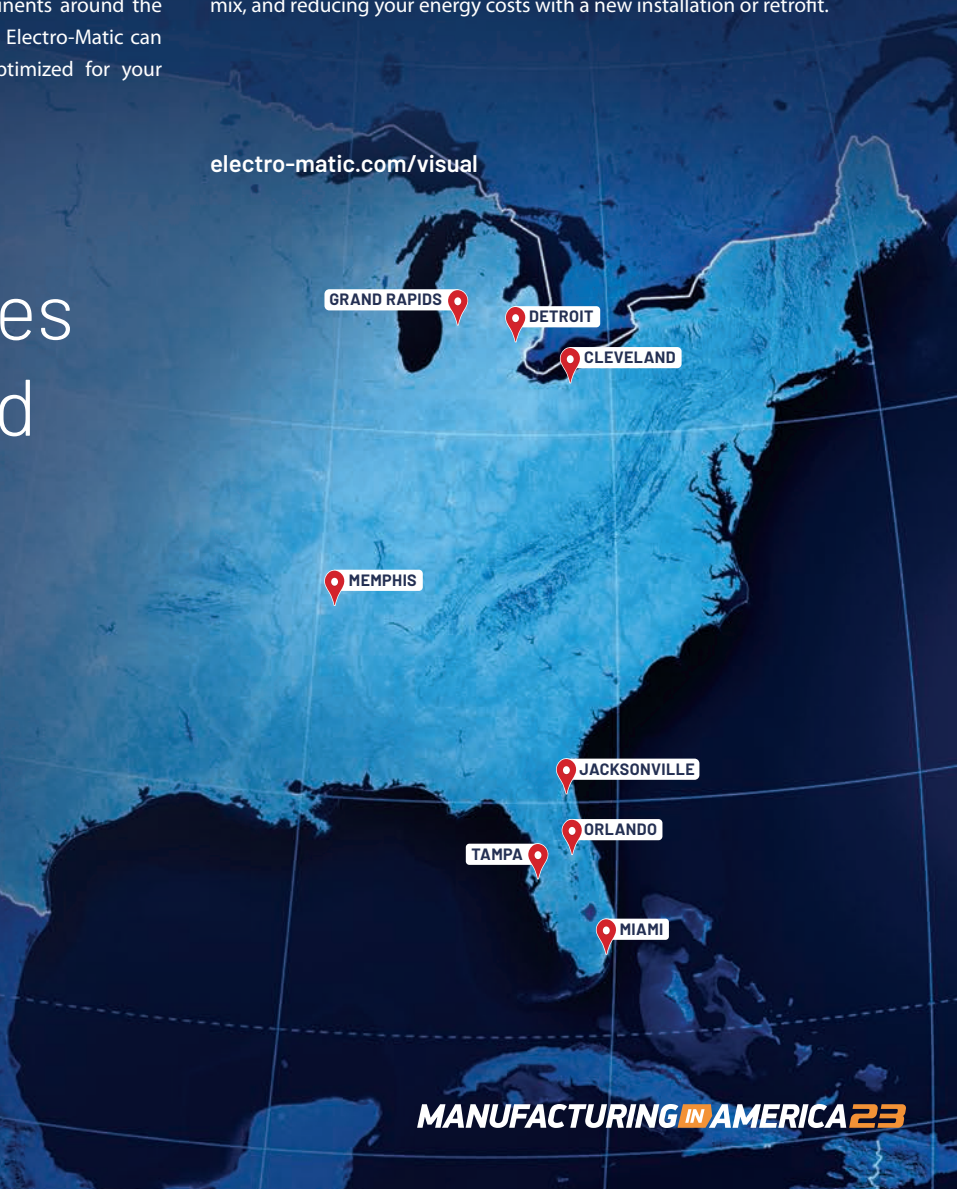 Electro-Matic can
your
mix, and reducing your energy costs with a new installation or retrofit.
electro-matic.com/visual
GRAND RAPIDS
DETROIT
CLEVELAND
MEMPHIS
JACKSONVILLE
ORLANDO
TAMPA
MIAMI
MANUFACTURING IN AMERICA 23